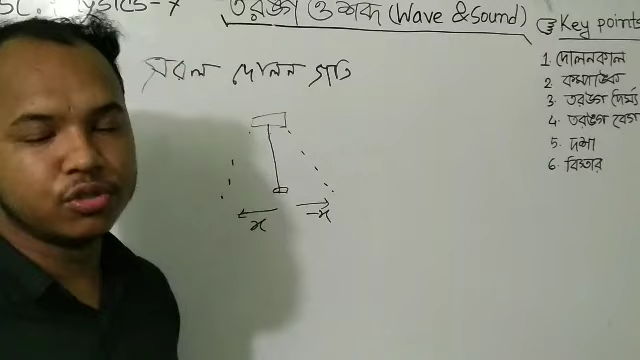 তরঙ্গ ও শব্দ (Wave & Sound)
সরল দোলন গতি
x
-x
Key points
1. দোলনকাল
2. কম্পাঙ্ক
3. তরঙ্গ দৈর্ঘ্য
4. তরঙ্গ বেগ
5. দশা
6. বিস্তার